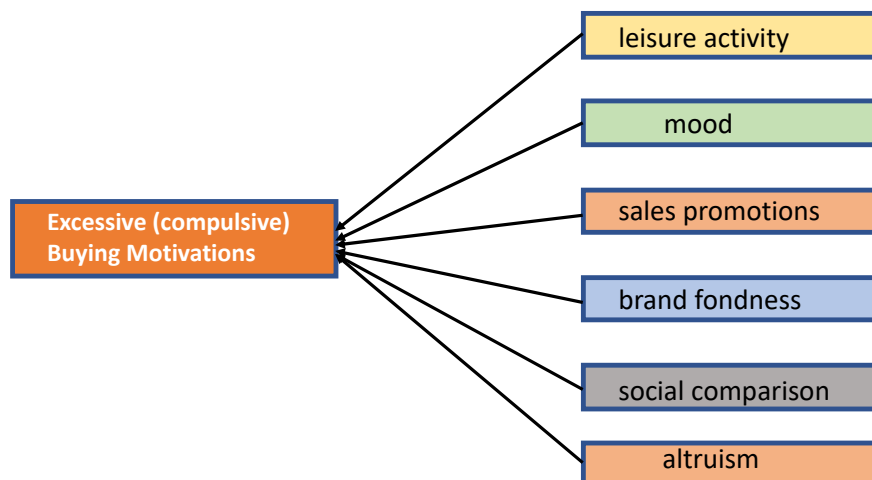 leisure activity
mood
Excessive (compulsive)
Buying Motivations
sales promotions
brand fondness
social comparison
altruism